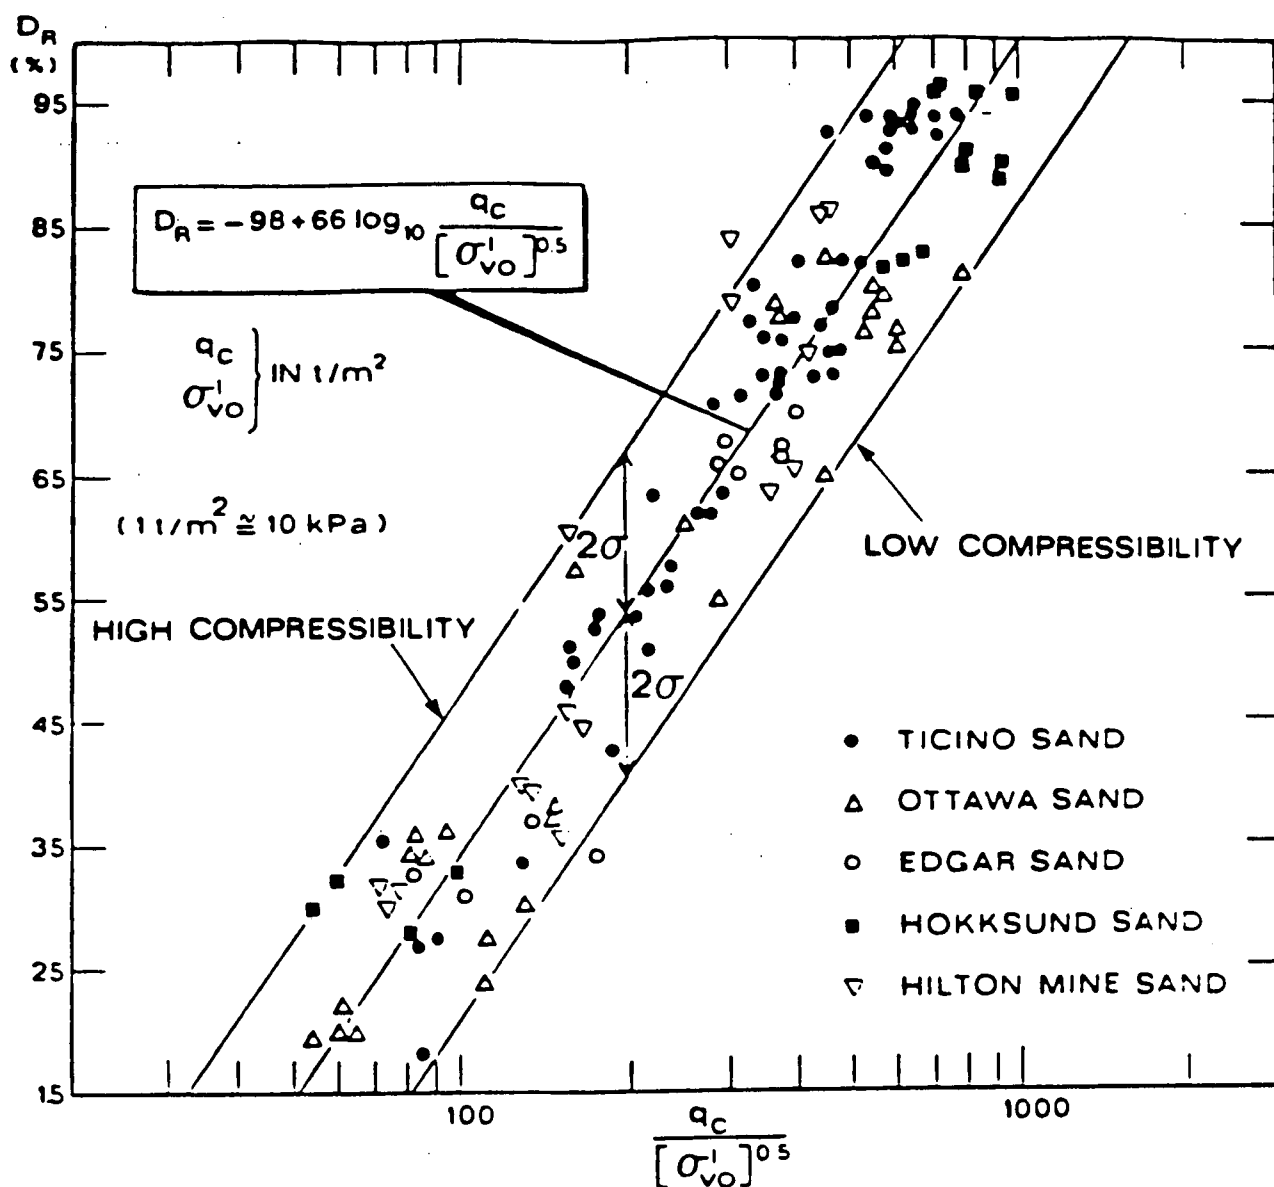 D_R
(%)
95
85
75
65
55
45
35
25
15
D_R = -98 + 66 log_10 q_c / [σ'_vo]^0.5
q_c
σ'_vo } IN t/m²
(1 t/m² ≅ 10 kPa)
2σ
2σ
HIGH COMPRESSIBILITY
LOW COMPRESSIBILITY
● TICINO SAND
△ OTTAWA SAND
○ EDGAR SAND
■ HOKKSUND SAND
▽ HILTON MINE SAND
100
1000
q_c
[σ'_vo]^0.5